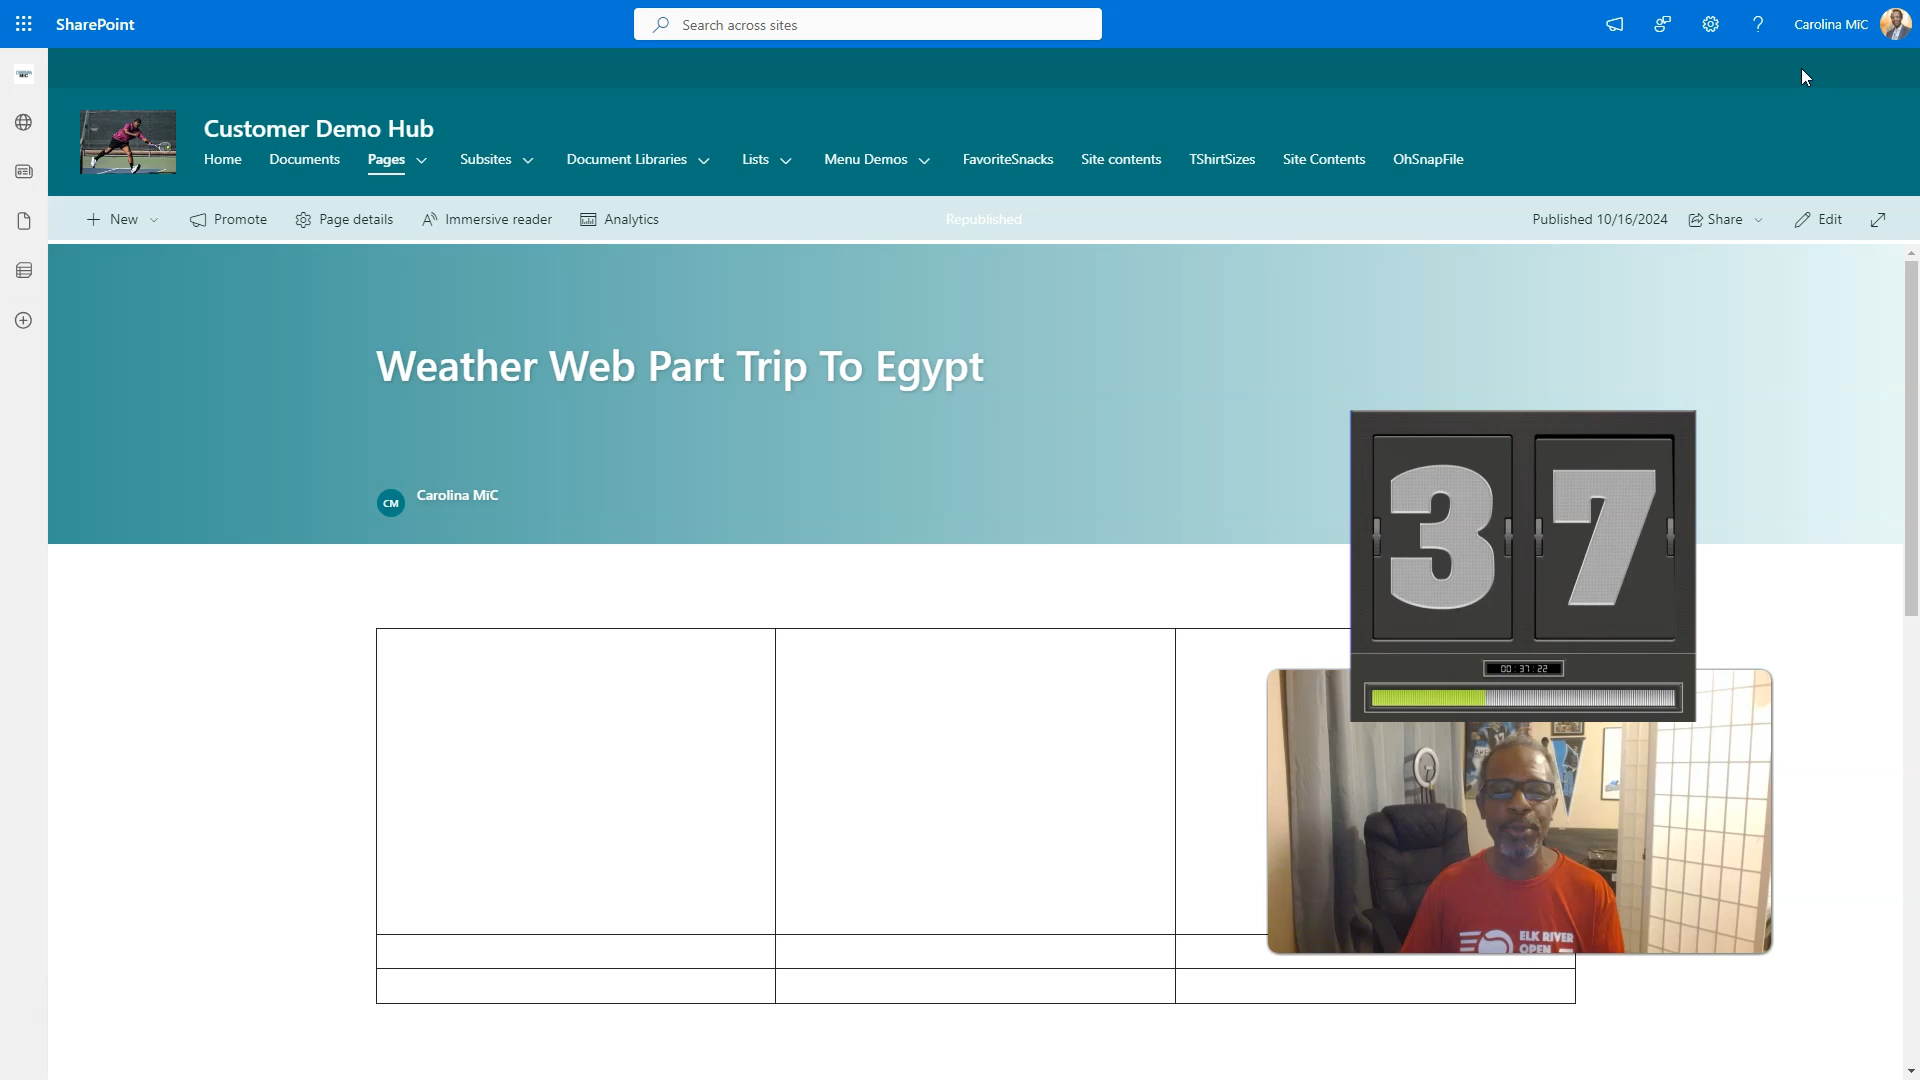 SharePoint
Search across sites
Carolina MiC
Customer Demo Hub
Home Documents Pages Subsites Document Libraries Lists Menu Demos FavoriteSnacks Site contents TShirtSizes Site Contents OhSnapFile
New Promote Page details Immersive reader Analytics Republished Published 10/16/2024 Share Edit
Weather Web Part Trip To Egypt
CM Carolina MiC
37
00:37:22
ELK RIVER
OPEN